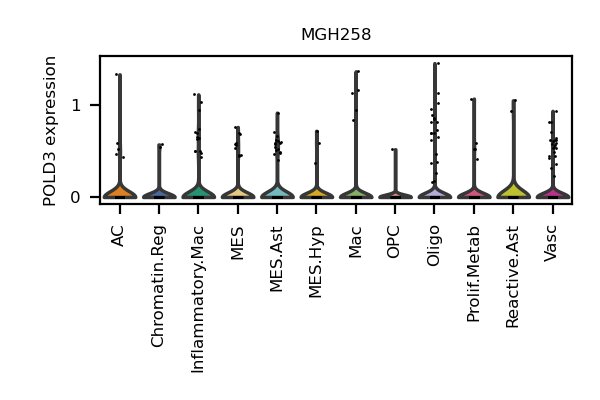 MGH258
POLD3 expression
1
0
AC
Chromatin.Reg
Inflammatory.Mac
MES
MES.Ast
MES.Hyp
Mac
OPC
Oligo
Prolif.Metab
Reactive.Ast
Vasc